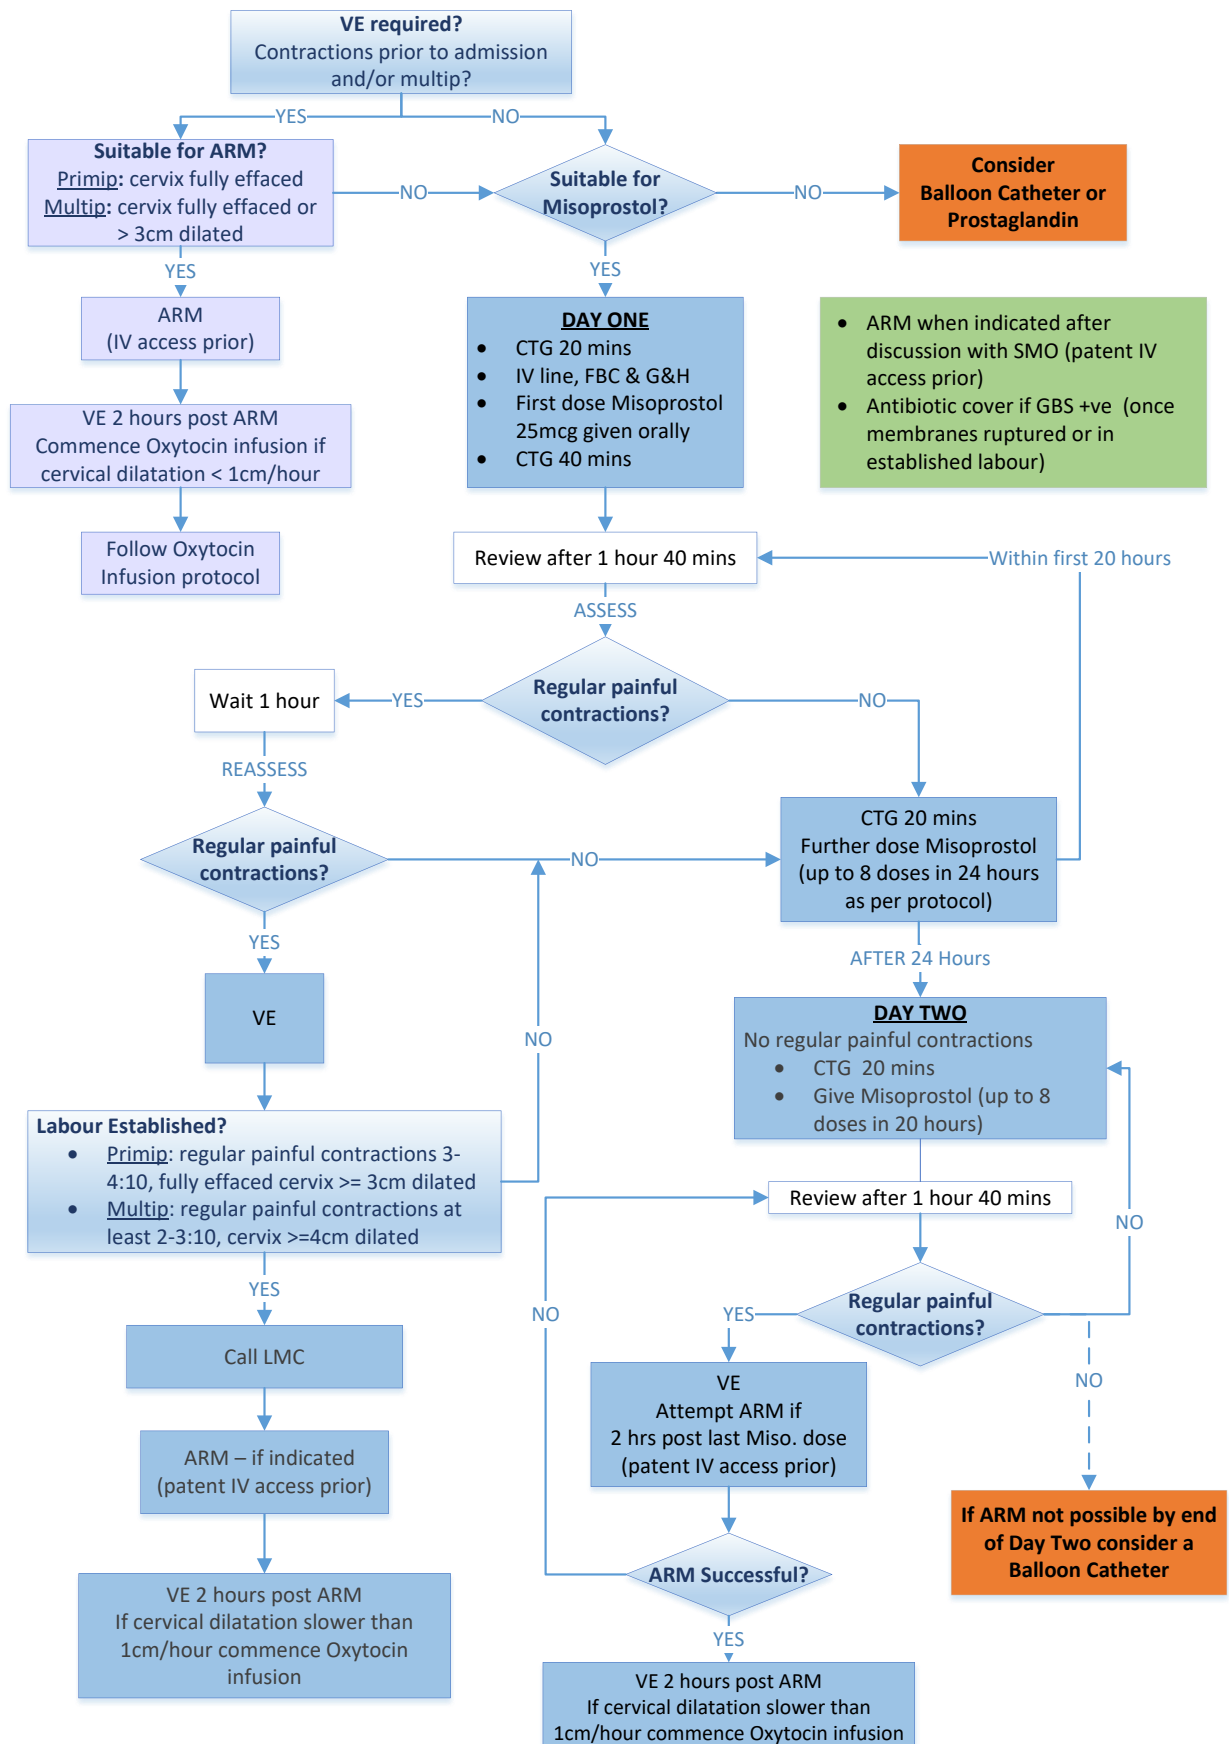 VE required?
Contractions prior to admission
and/or multip?
YES
NO
Suitable for ARM?
Primip: cervix fully effaced
Multip: cervix fully effaced or
> 3cm dilated
NO
Suitable for
Misoprostol?
NO
Consider
Balloon Catheter or
Prostaglandin
YES
YES
ARM
(IV access prior)
DAY ONE
• CTG 20 mins
• IV line, FBC & G&H
• First dose Misoprostol
25mcg given orally
• CTG 40 mins
• ARM when indicated after
discussion with SMO (patent IV
access prior)
• Antibiotic cover if GBS +ve (once
membranes ruptured or in
established labour)
VE 2 hours post ARM
Commence Oxytocin infusion if
cervical dilatation < 1cm/hour
Follow Oxytocin
Infusion protocol
Review after 1 hour 40 mins
Within first 20 hours
ASSESS
Regular painful
contractions?
YES
NO
Wait 1 hour
REASSESS
Regular painful
contractions?
NO
CTG 20 mins
Further dose Misoprostol
(up to 8 doses in 24 hours
as per protocol)
YES
AFTER 24 Hours
VE
NO
DAY TWO
No regular painful contractions
• CTG 20 mins
• Give Misoprostol (up to 8
doses in 20 hours)
Labour Established?
• Primip: regular painful contractions 3-
4:10, fully effaced cervix >= 3cm dilated
• Multip: regular painful contractions at
least 2-3:10, cervix >=4cm dilated
Review after 1 hour 40 mins
NO
YES
NO
YES
Regular painful
contractions?
Call LMC
NO
VE
Attempt ARM if
2 hrs post last Miso. dose
(patent IV access prior)
ARM – if indicated
(patent IV access prior)
If ARM not possible by end
of Day Two consider a
Balloon Catheter
ARM Successful?
VE 2 hours post ARM
If cervical dilatation slower than
1cm/hour commence Oxytocin
infusion
YES
VE 2 hours post ARM
If cervical dilatation slower than
1cm/hour commence Oxytocin infusion